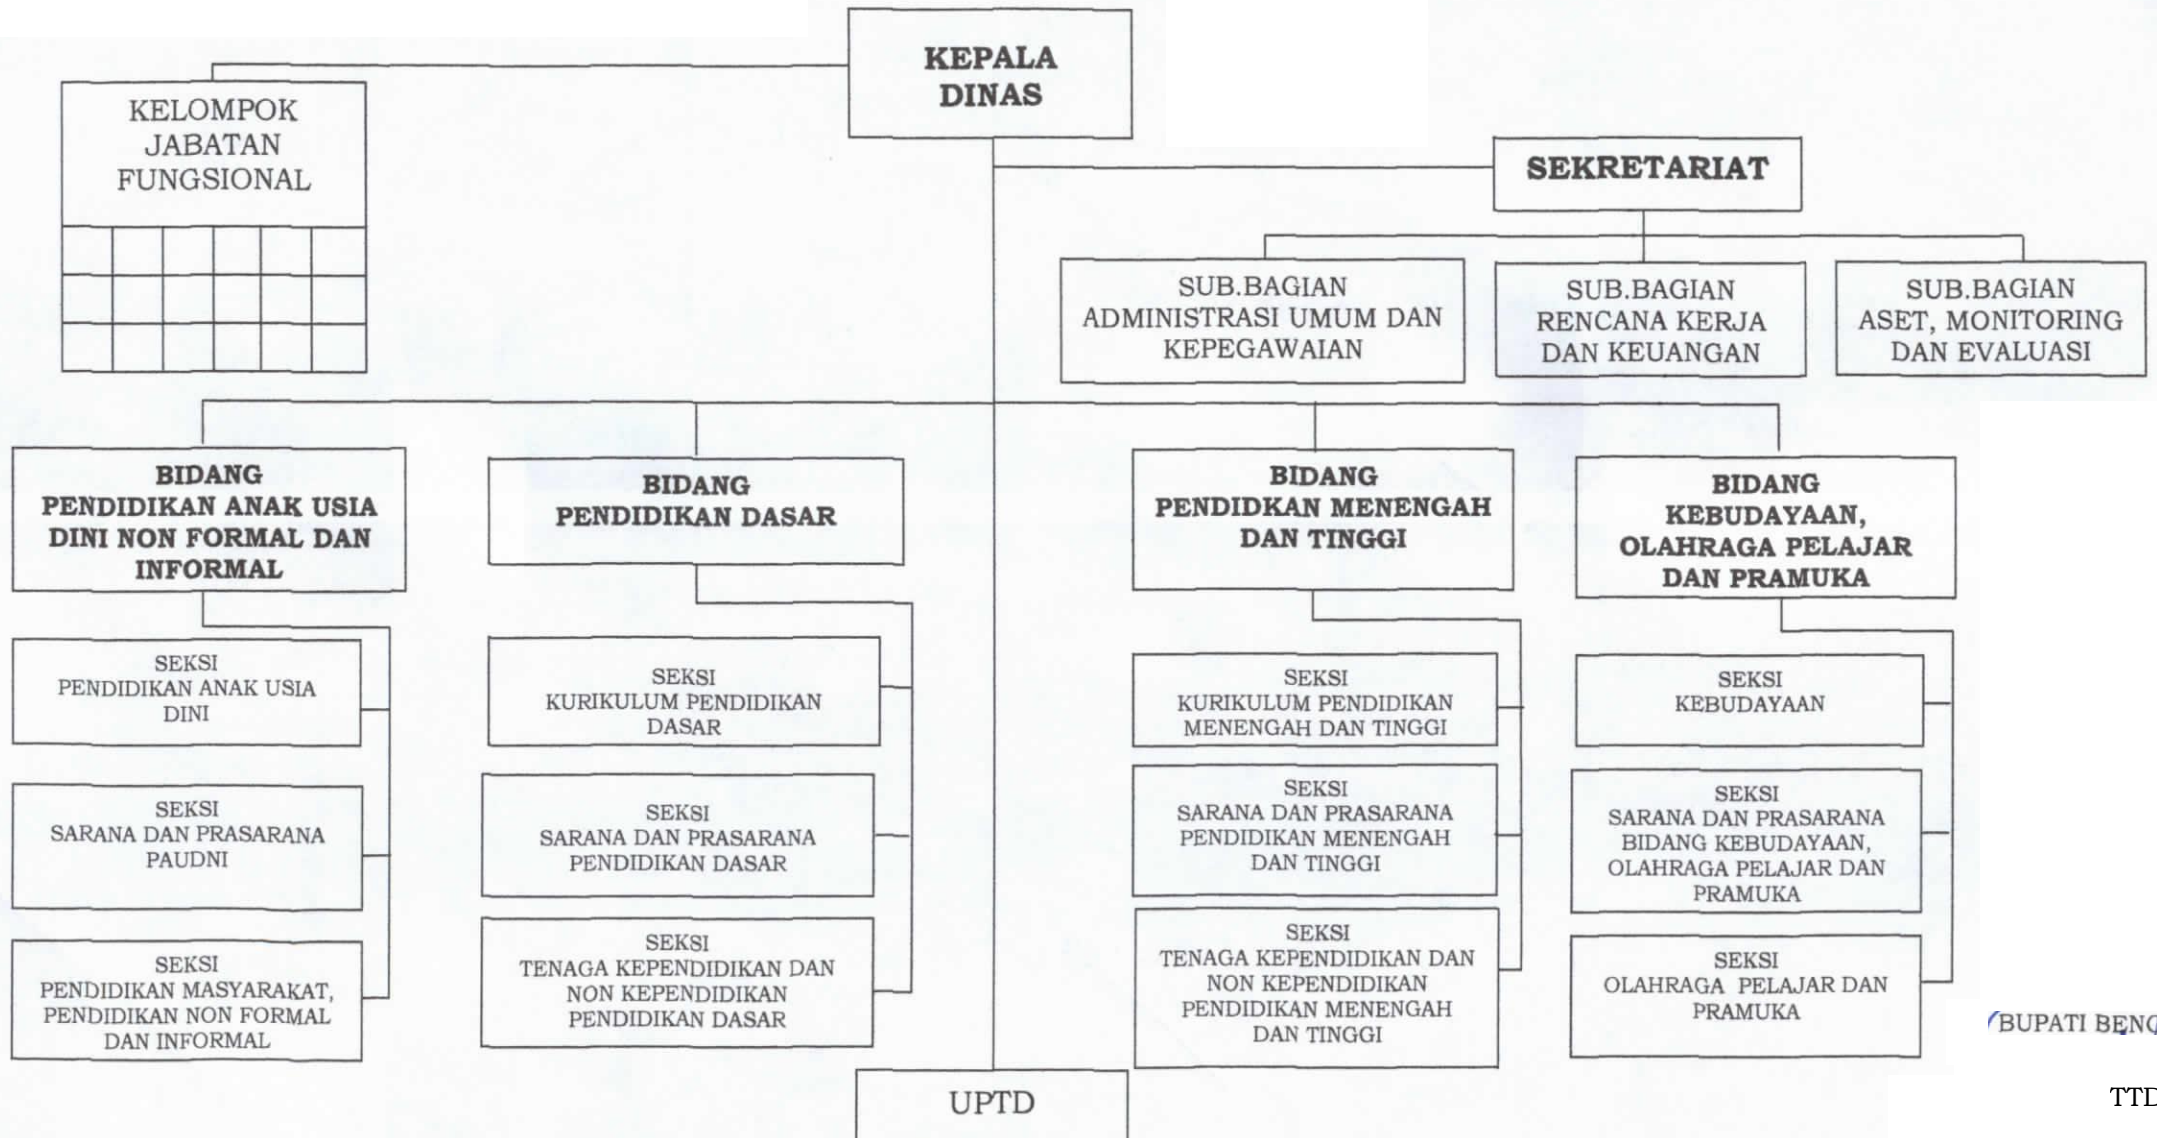 KEPALA
DINAS
KELOMPOK
JABATAN
FUNGSIONAL
SEKRETARIAT
SUB.BAGIAN
ADMINISTRASI UMUM DAN
KEPEGAWAIAN
SUB.BAGIAN
RENCANA KERJA
DAN KEUANGAN
SUB.BAGIAN
ASET, MONITORING
DAN EVALUASI
BIDANG
PENDIDIKAN ANAK USIA
DINI NON FORMAL DAN
INFORMAL
SEKSI
PENDIDIKAN ANAK USIA
DINI
SEKSI
SARANA DAN PRASARANA
PAUDNI
SEKSI
PENDIDIKAN MASYARAKAT,
PENDIDIKAN NON FORMAL
DAN INFORMAL
BIDANG
PENDIDIKAN DASAR
SEKSI
KURIKULUM PENDIDIKAN
DASAR
SEKSI
SARANA DAN PRASARANA
PENDIDIKAN DASAR
SEKSI
TENAGA KEPENDIDIKAN DAN
NON KEPENDIDIKAN
PENDIDIKAN DASAR
BIDANG
PENDIDKAN MENENGAH
DAN TINGGI
SEKSI
KURIKULUM PENDIDIKAN
MENENGAH DAN TINGGI
SEKSI
SARANA DAN PRASARANA
PENDIDIKAN MENENGAH
DAN TINGGI
SEKSI
TENAGA KEPENDIDIKAN DAN
NON KEPENDIDIKAN
PENDIDIKAN MENENGAH
DAN TINGGI
BIDANG
KEBUDAYAAN,
OLAHRAGA PELAJAR
DAN PRAMUKA
SEKSI
KEBUDAYAAN
SEKSI
SARANA DAN PRASARANA
BIDANG KEBUDAYAAN,
OLAHRAGA PELAJAR DAN
PRAMUKA
SEKSI
OLAHRAGA PELAJAR DAN
PRAMUKA
UPTD
BUPATI
TTD